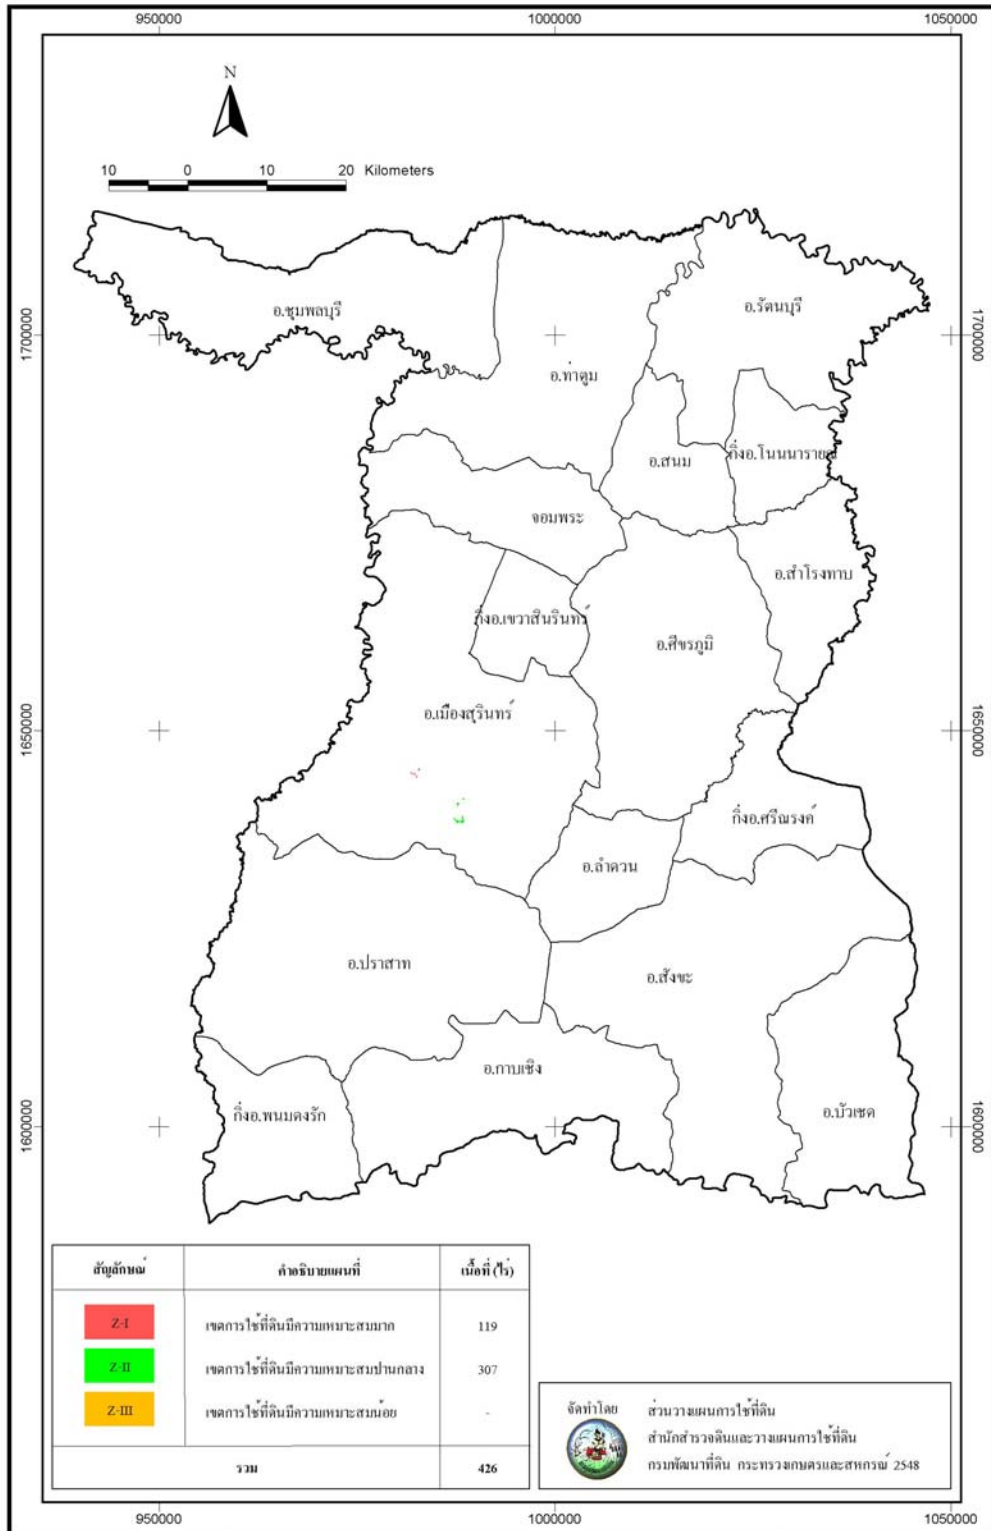 950000 1000000 1050000
N
10 0 10 20 Kilometers
อ.ชุมพลบุรี
อ.รัตนบุรี
1700000 1700000
อ.ท่าตูม
อ.สนม
กิ่งอ.โนนนารายณ์
จอมพระ
อ.สำโรงทาบ
กิ่งอ.เขวาสินรินทร์
อ.ศีขรภูมิ
อ.เมืองสุรินทร์
1650000 1650000
กิ่งอ.ศรีณรงค์
อ.ลำดวน
อ.ปราสาท
อ.สังขะ
อ.กาบเชิง
กิ่งอ.พนมดงรัก
อ.บัวเชด
1600000 1600000
สัญลักษณ์ คำอธิบายแผนที่ เนื้อที่ (ไร่)
Z-I เขตการใช้ที่ดินมีความเหมาะสมมาก 119
Z-II เขตการใช้ที่ดินมีความเหมาะสมปานกลาง 307
Z-III เขตการใช้ที่ดินมีความเหมาะสมน้อย -
รวม 426
จัดทำโดย ส่วนวางแผนการใช้ที่ดิน
สำนักสำรวจดินและวางแผนการใช้ที่ดิน
กรมพัฒนาที่ดิน กระทรวงเกษตรและสหกรณ์ 2548
950000 1000000 1050000